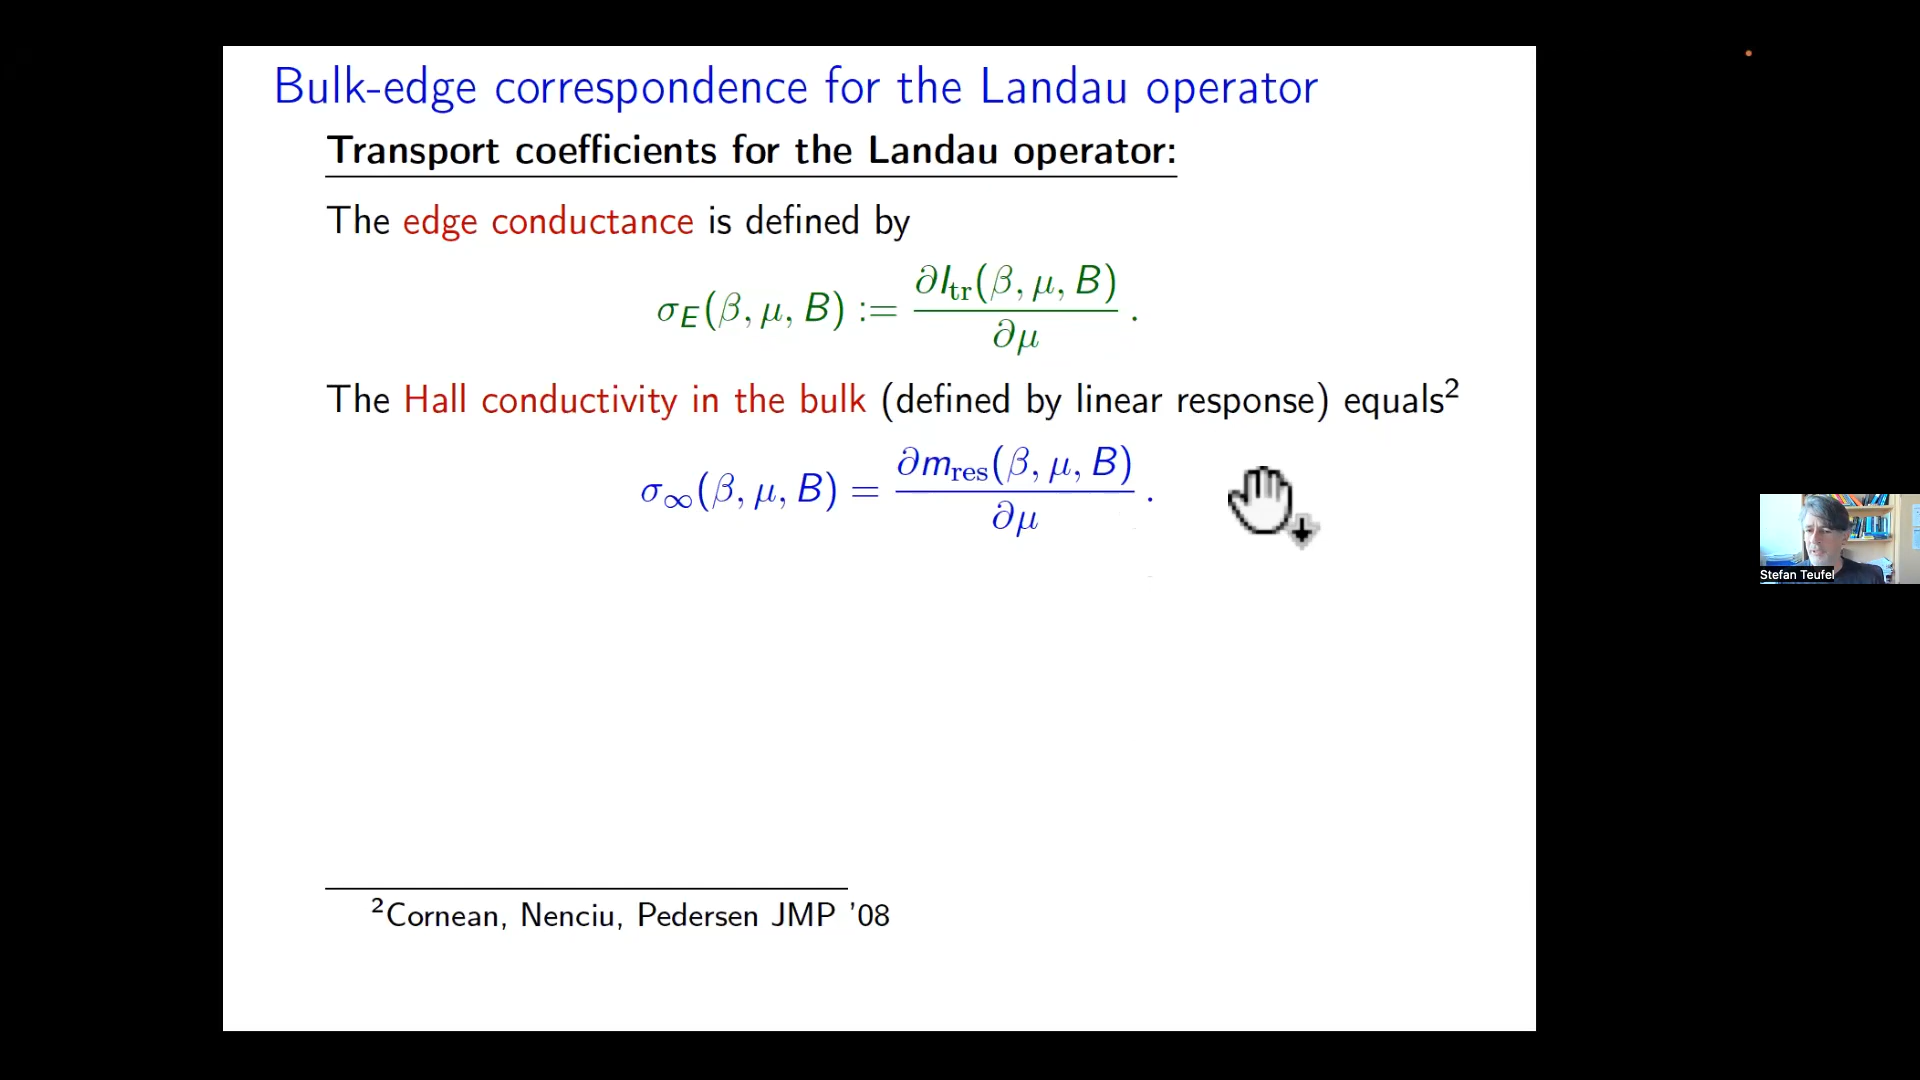 Bulk-edge correspondence for the Landau operator
Transport coefficients for the Landau operator:
The edge conductance is defined by
σ_E(β, μ, B) := ∂I_tr(β, μ, B) / ∂μ .
The Hall conductivity in the bulk (defined by linear response) equals²
σ_∞(β, μ, B) = ∂m_res(β, μ, B) / ∂μ .
Stefan Teufel
²Cornean, Nenciu, Pedersen JMP '08